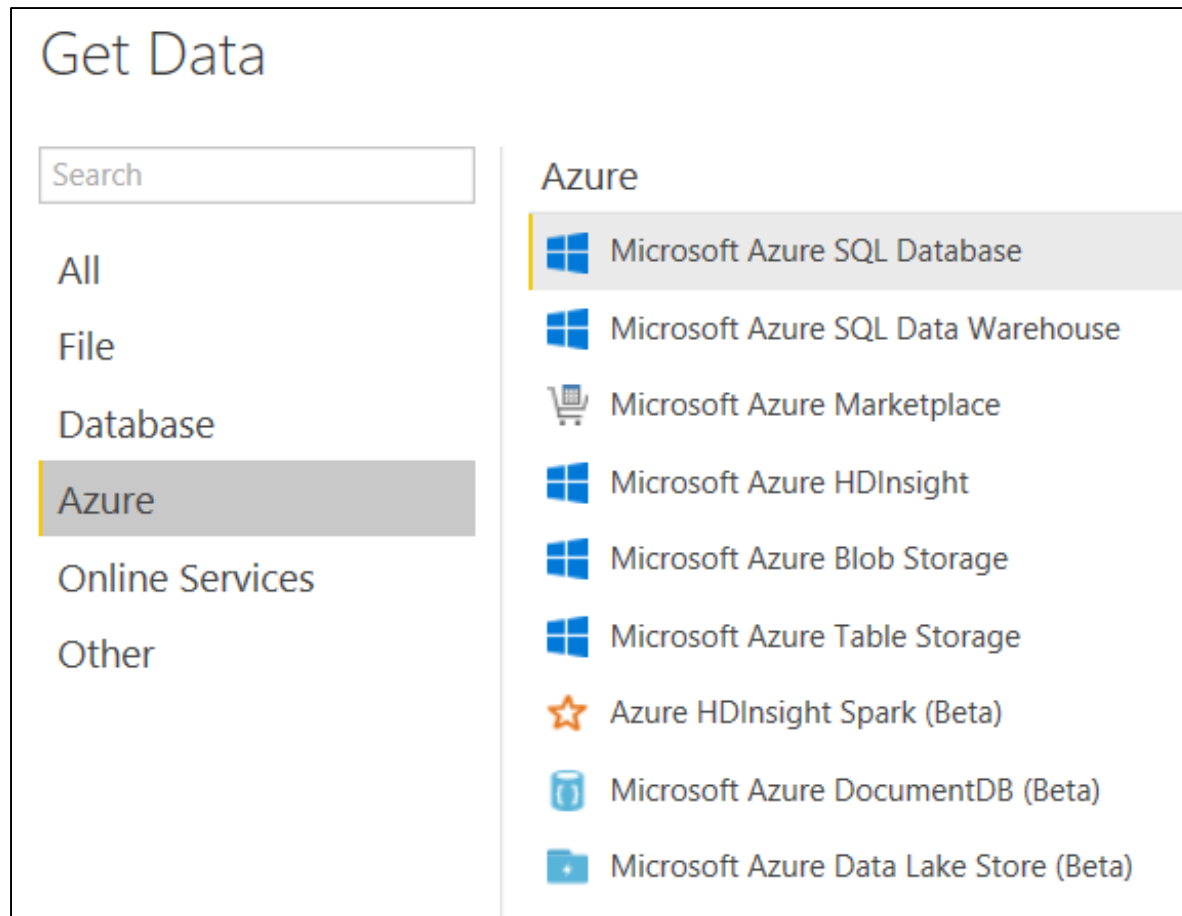 Get Data
Search
All
File
Database
Azure
Online Services
Other
Azure
Microsoft Azure SQL Database
Microsoft Azure SQL Data Warehouse
Microsoft Azure Marketplace
Microsoft Azure HDInsight
Microsoft Azure Blob Storage
Microsoft Azure Table Storage
Azure HDInsight Spark (Beta)
Microsoft Azure DocumentDB (Beta)
Microsoft Azure Data Lake Store (Beta)